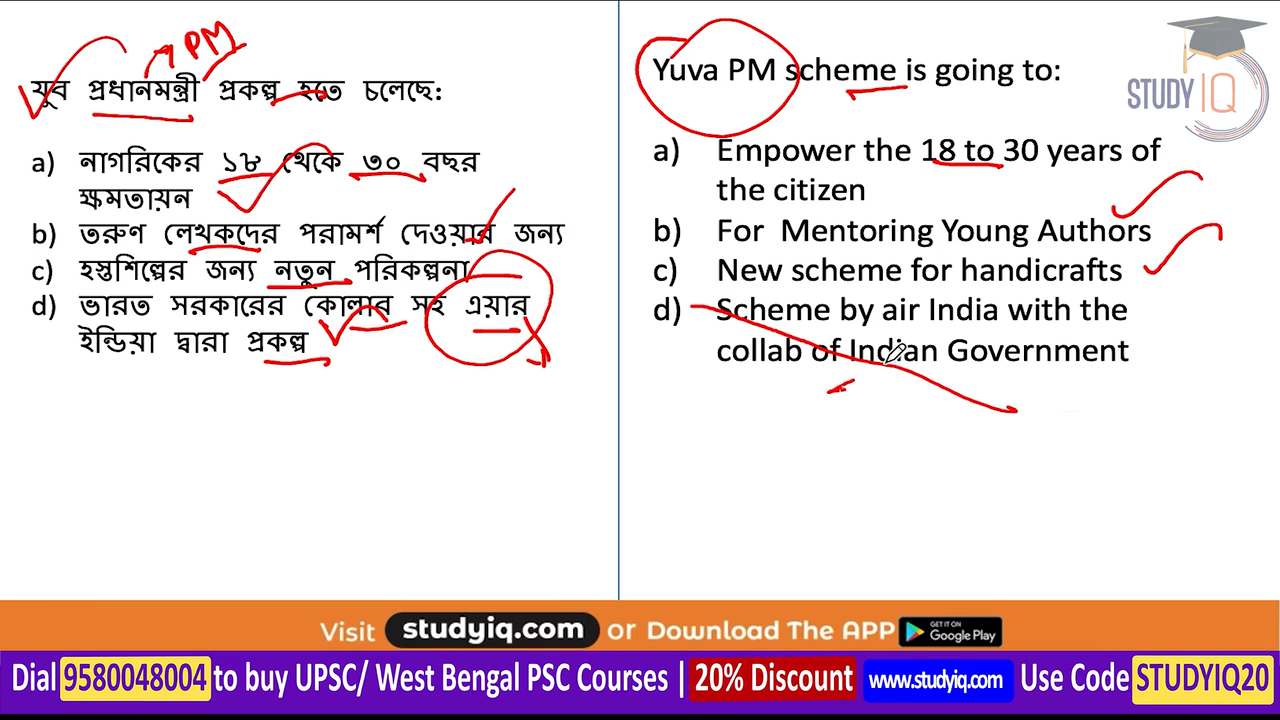 PM
যুব প্রধানমন্ত্রী প্রকল্প হতে চলেছে:
a) নাগরিকের ১৮ থেকে ৩০ বছর
ক্ষমতায়ন
b) তরুণ লেখকদের পরামর্শ দেওয়ার জন্য
c) হস্তশিল্পের জন্য নতুন পরিকল্পনা
d) ভারত সরকারের কোলাব সহ এয়ার
ইন্ডিয়া দ্বারা প্রকল্প
Yuva PM scheme is going to:
a) Empower the 18 to 30 years of
the citizen
b) For Mentoring Young Authors
c) New scheme for handicrafts
d) Scheme by air India with the
collab of Indian Government
STUDY IQ
Visit studyiq.com or Download The APP GET IT ON Google Play
Dial 9580048004 to buy UPSC/ West Bengal PSC Courses | 20% Discount www.studyiq.com Use Code STUDYIQ20